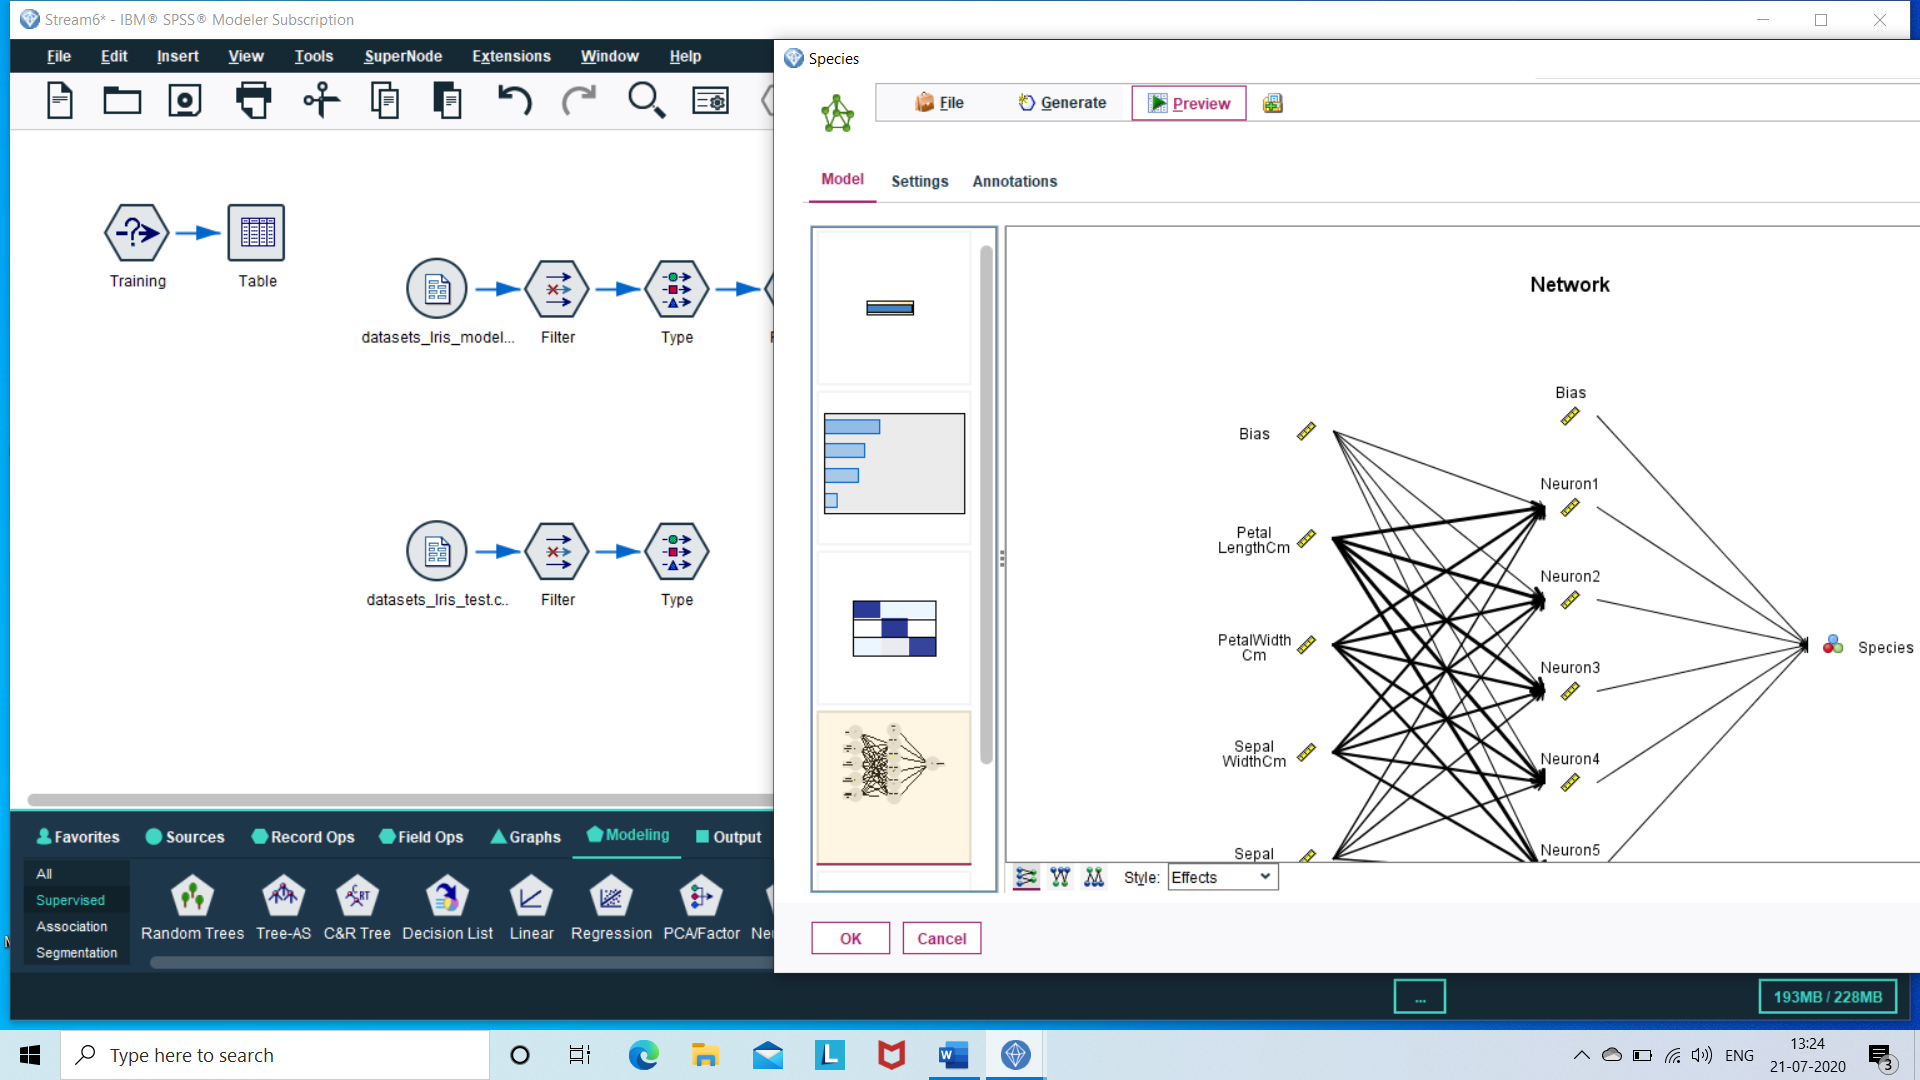 Stream6* - IBM® SPSS® Modeler Subscription
File Edit Insert View Tools SuperNode Extensions Window Help
Species
File Generate Preview
Model Settings Annotations
Training
Table
datasets_Iris_model...
Filter
Type
datasets_Iris_test.c..
Filter
Type
Network
Bias
Petal
LengthCm
PetalWidth
Cm
Sepal
WidthCm
Sepal
Bias
Neuron1
Neuron2
Neuron3
Neuron4
Neuron5
Species
Style: Effects
OK Cancel
Favorites Sources Record Ops Field Ops Graphs Modeling Output
All
Supervised
Association
Segmentation
Random Trees Tree-AS C&R Tree Decision List Linear Regression PCA/Factor
...
193MB / 228MB
Type here to search
ENG
13:24
21-07-2020
3